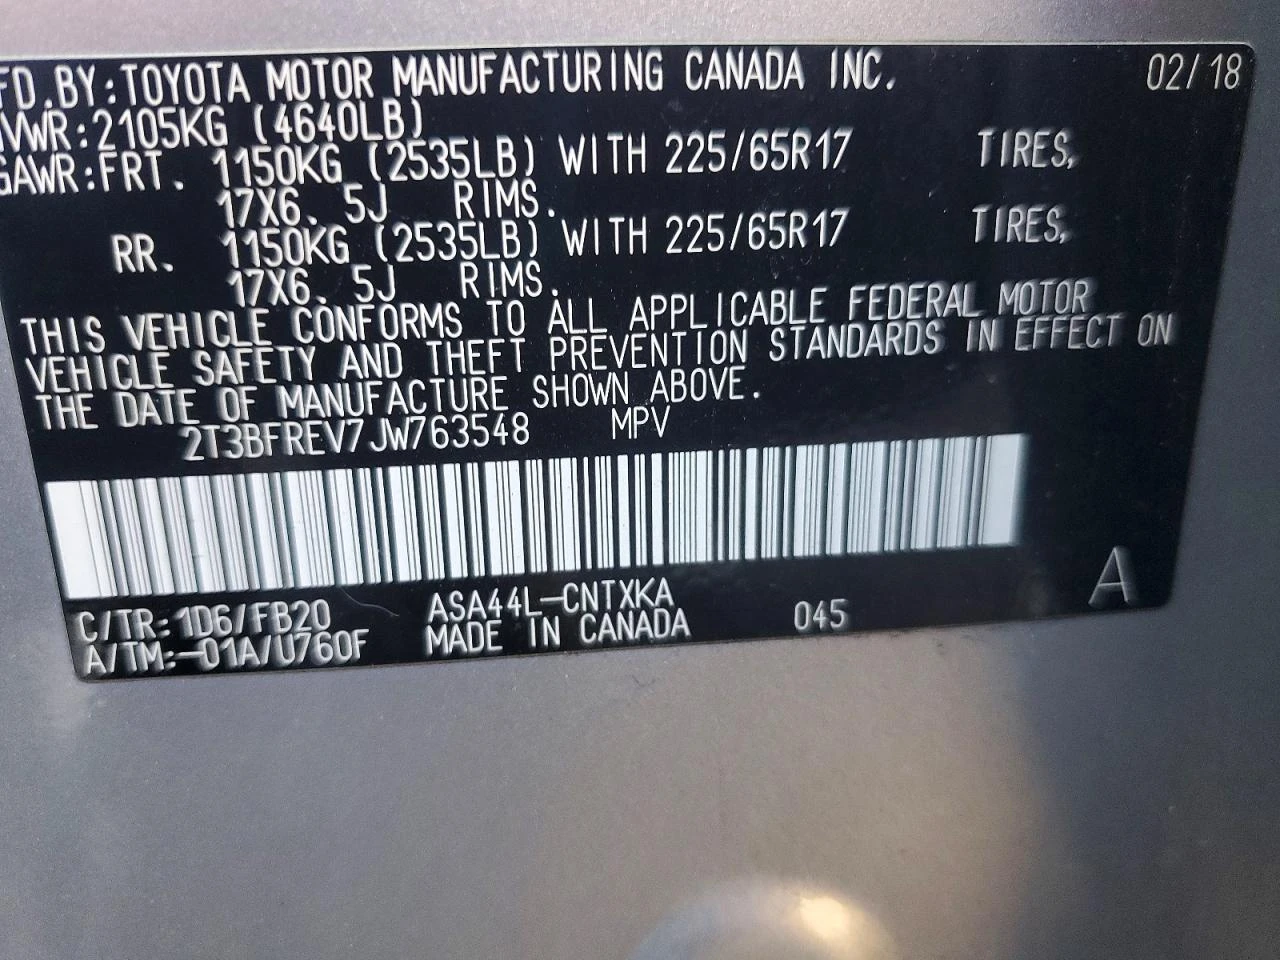 FD.BY:TOYOTA MOTOR MANUFACTURING CANADA INC. 02/18
VWR:2105KG (4640LB)
GAWR:FRT. 1150KG (2535LB) WITH 225/65R17 TIRES,
17X6.5J RIMS.
RR. 1150KG (2535LB) WITH 225/65R17 TIRES,
17X6.5J RIMS.
THIS VEHICLE CONFORMS TO ALL APPLICABLE FEDERAL MOTOR
VEHICLE SAFETY AND THEFT PREVENTION STANDARDS IN EFFECT ON
THE DATE OF MANUFACTURE SHOWN ABOVE.
2T3BFREV7JW763548 MPV
A
C/TR:1D6/FB20 ASA44L-CNTXKA 045
A/TM:-01A/U760F MADE IN CANADA